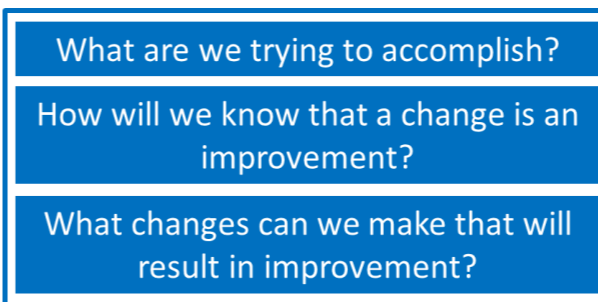 What are we trying to accomplish?
How will we know that a change is an
improvement?
What changes can we make that will
result in improvement?